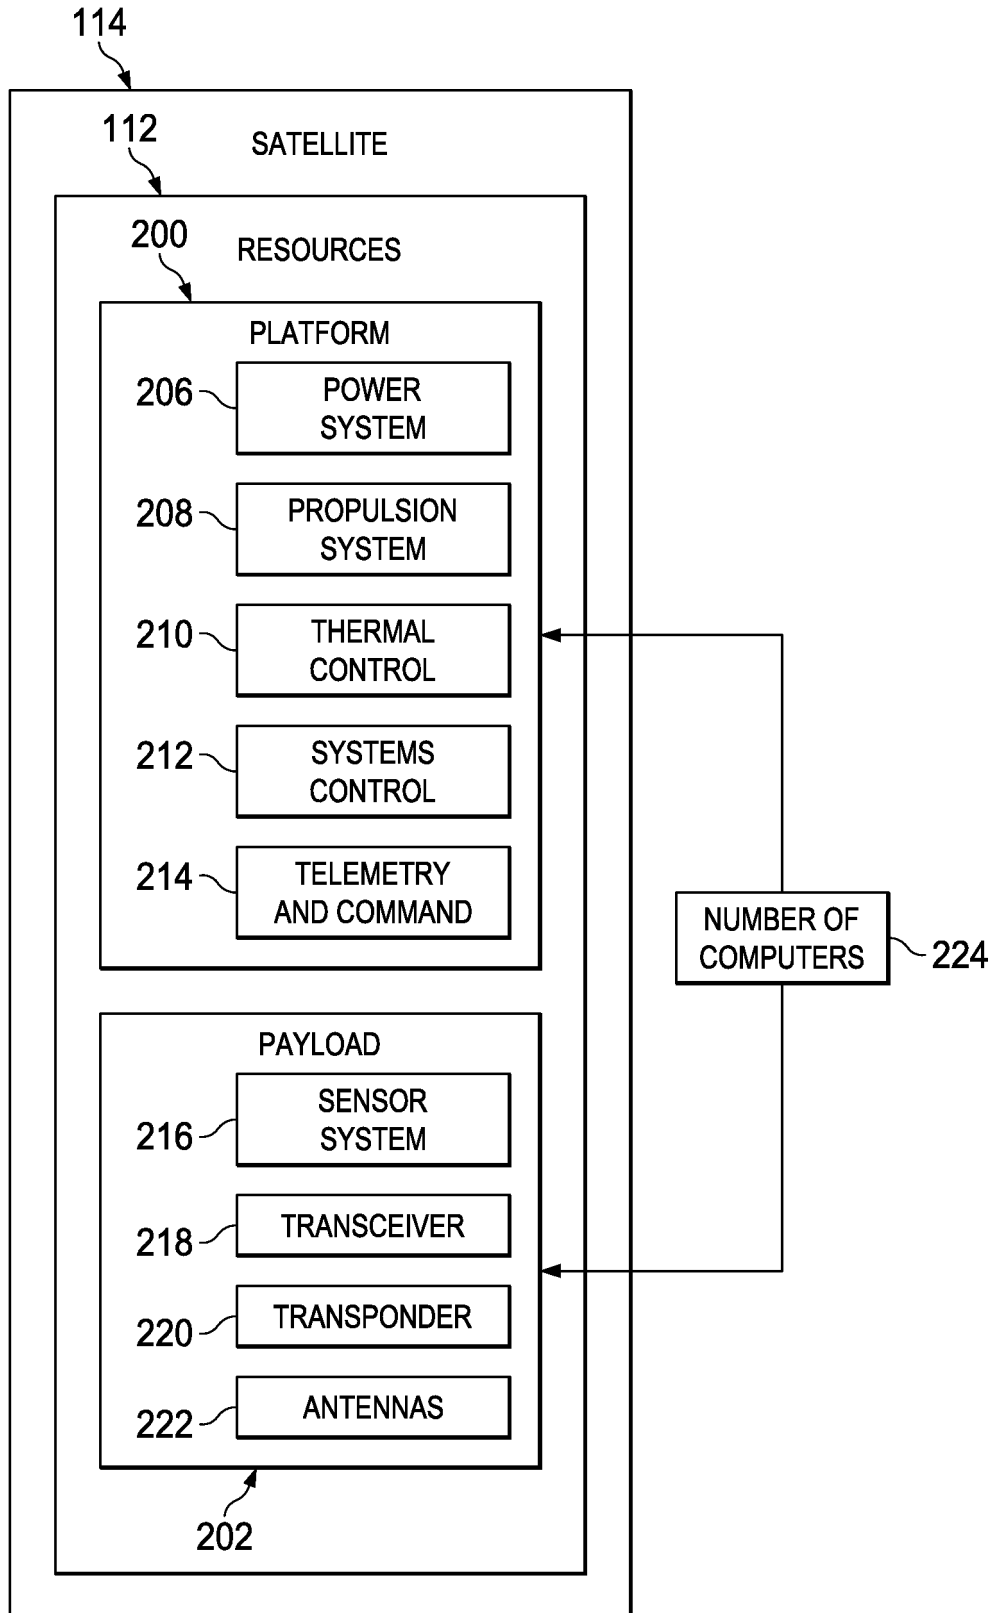 114
SATELLITE
112
RESOURCES
200
PLATFORM
206
POWER
SYSTEM
208
PROPULSION
SYSTEM
210
THERMAL
CONTROL
212
SYSTEMS
CONTROL
214
TELEMETRY
AND COMMAND
NUMBER OF
COMPUTERS
224
PAYLOAD
216
SENSOR
SYSTEM
218
TRANSCEIVER
220
TRANSPONDER
222
ANTENNAS
202